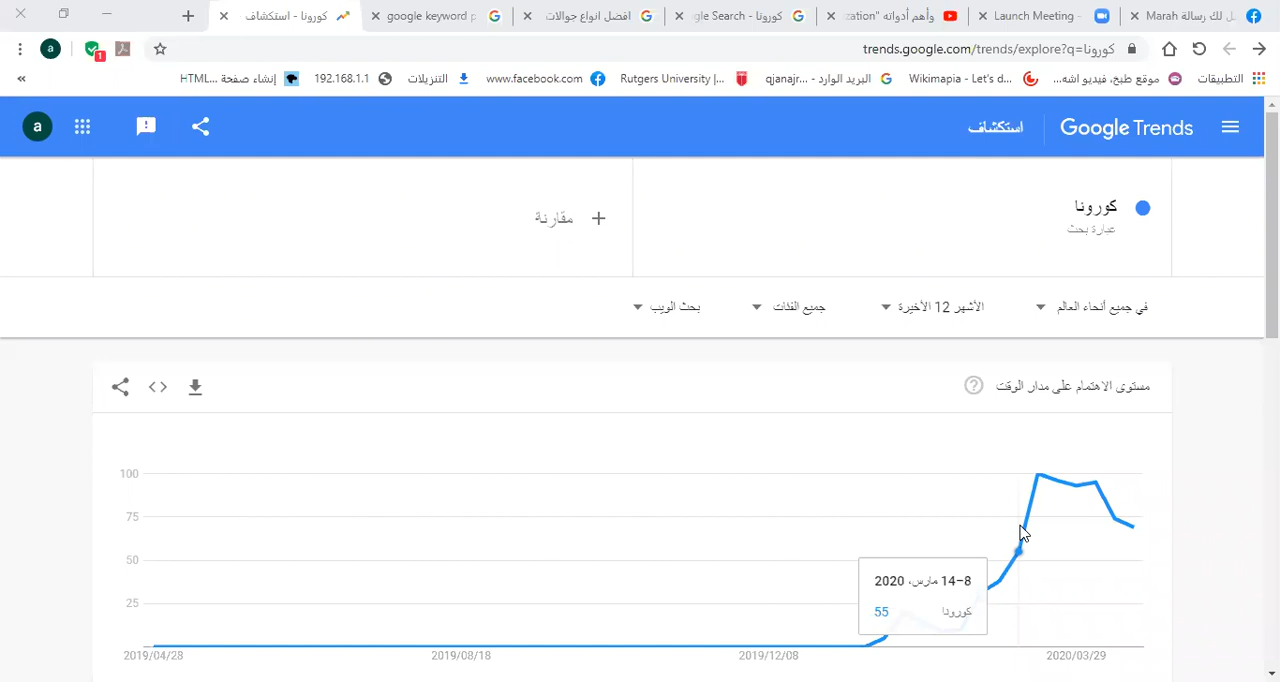 كورونا - استكشاف
google keyword p
افضل انواع جوالات
كورونا - gle Search
وأهم أدواته "zation
Launch Meeting -
ل لك رسالة Marah
trends.google.com/trends/explore?q=كورونا
التطبيقات
موقع طبخ، فيديو اشه...
Wikimapia - Let's d...
البريد الوارد - qjanajr...
Rutgers University |...
www.facebook.com
التنزيلات
192.168.1.1
إنشاء صفحة HTML...
«
Google Trends
استكشاف
a
كورونا
عبارة بحث
+ مقارنة
في جميع أنحاء العالم
الأشهر 12 الأخيرة
جميع الفئات
بحث الويب
مستوى الاهتمام على مدار الوقت
100
75
50
25
8–14 مارس، 2020
كورونا 55
2019/04/28
2019/08/18
2019/12/08
2020/03/29